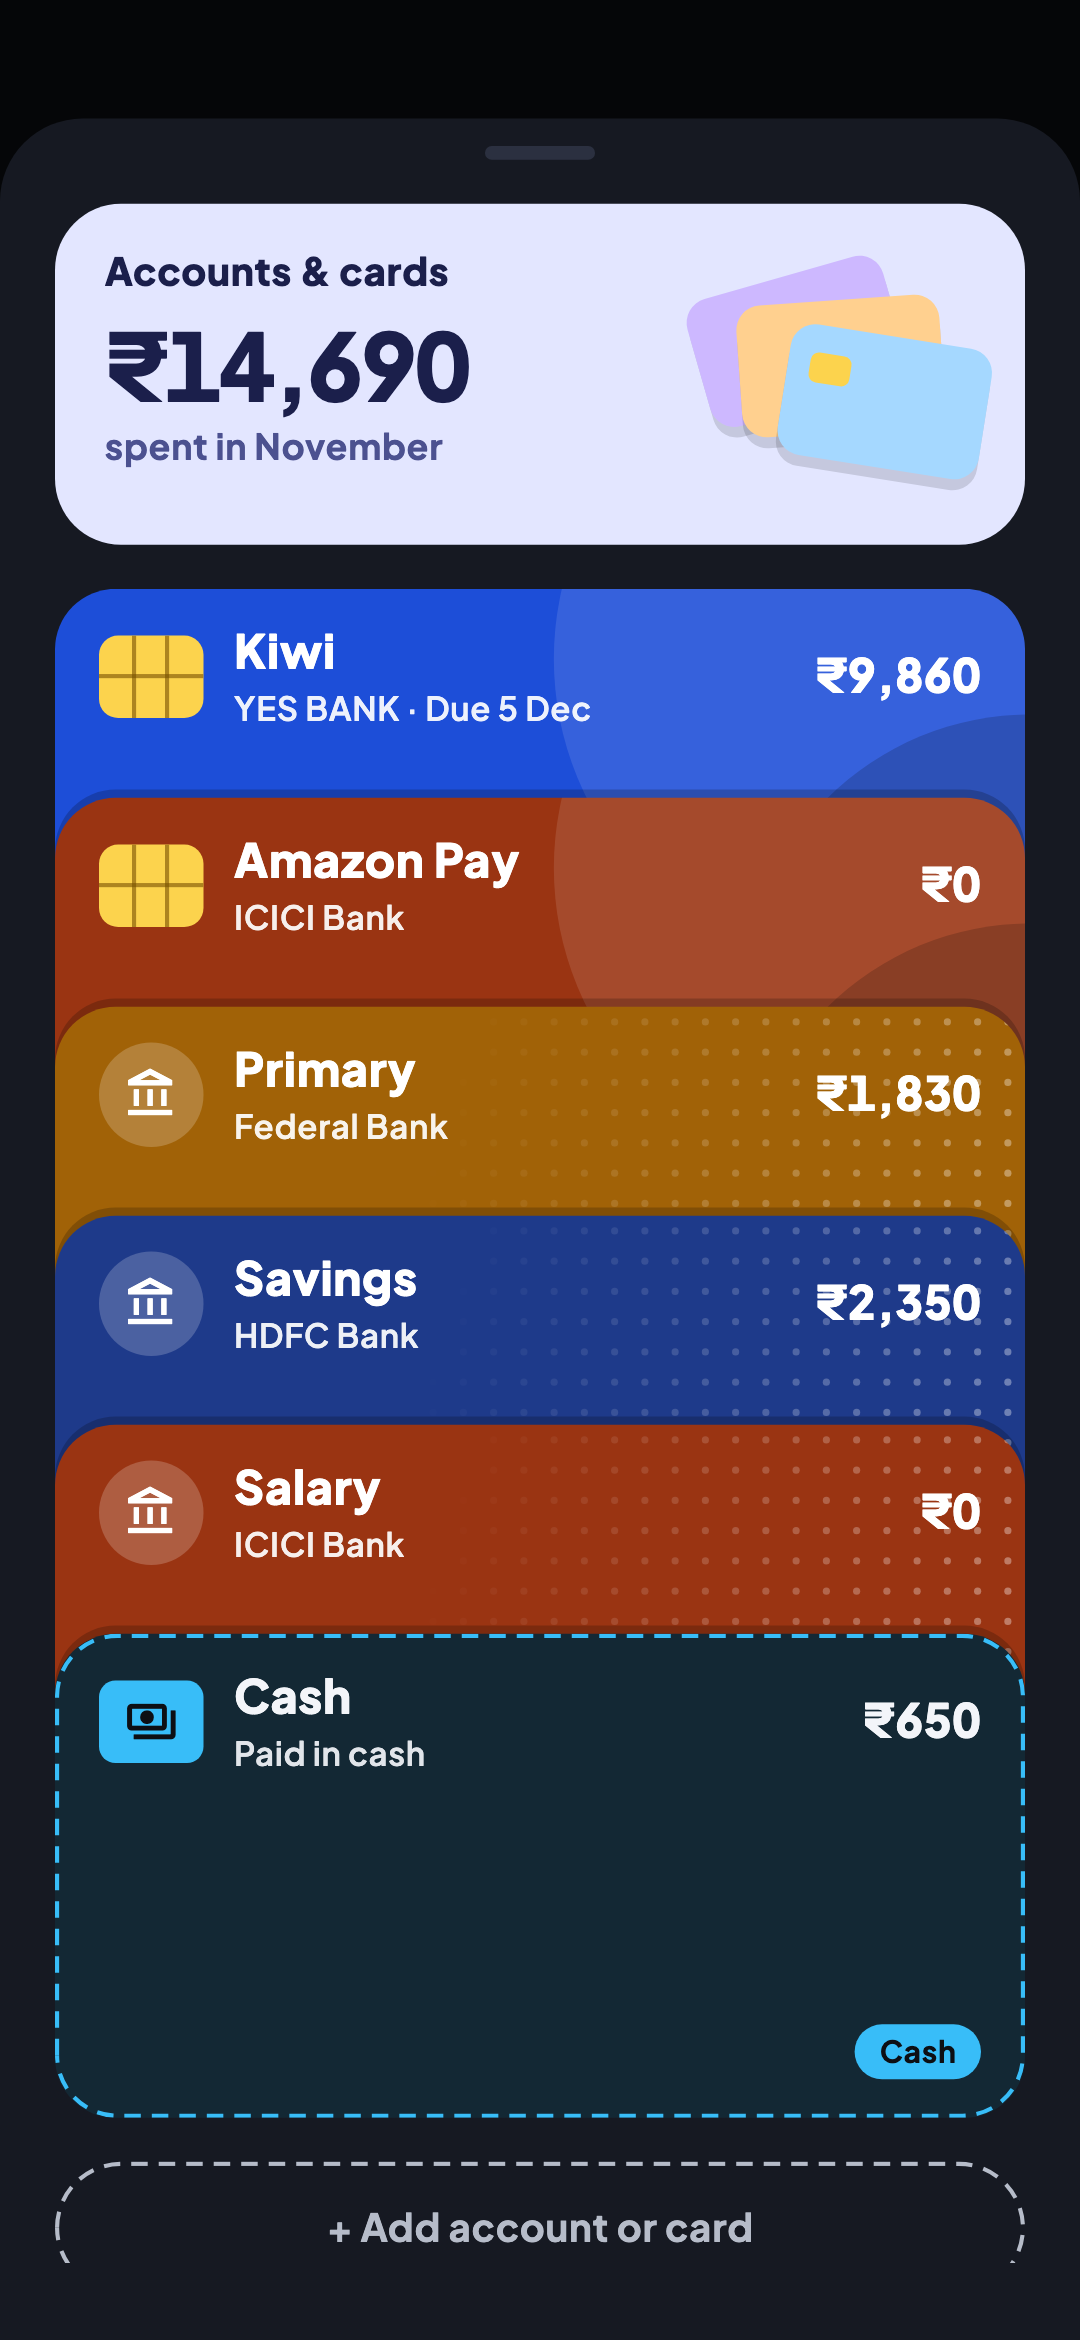 Accounts & cards
₹14,690
spent in November
Kiwi
YES BANK · Due 5 Dec
₹9,860
Amazon Pay
ICICI Bank
₹0
Primary
Federal Bank
₹1,830
Savings
HDFC Bank
₹2,350
Salary
ICICI Bank
₹0
Cash
Paid in cash
₹650
Cash
+ Add account or card